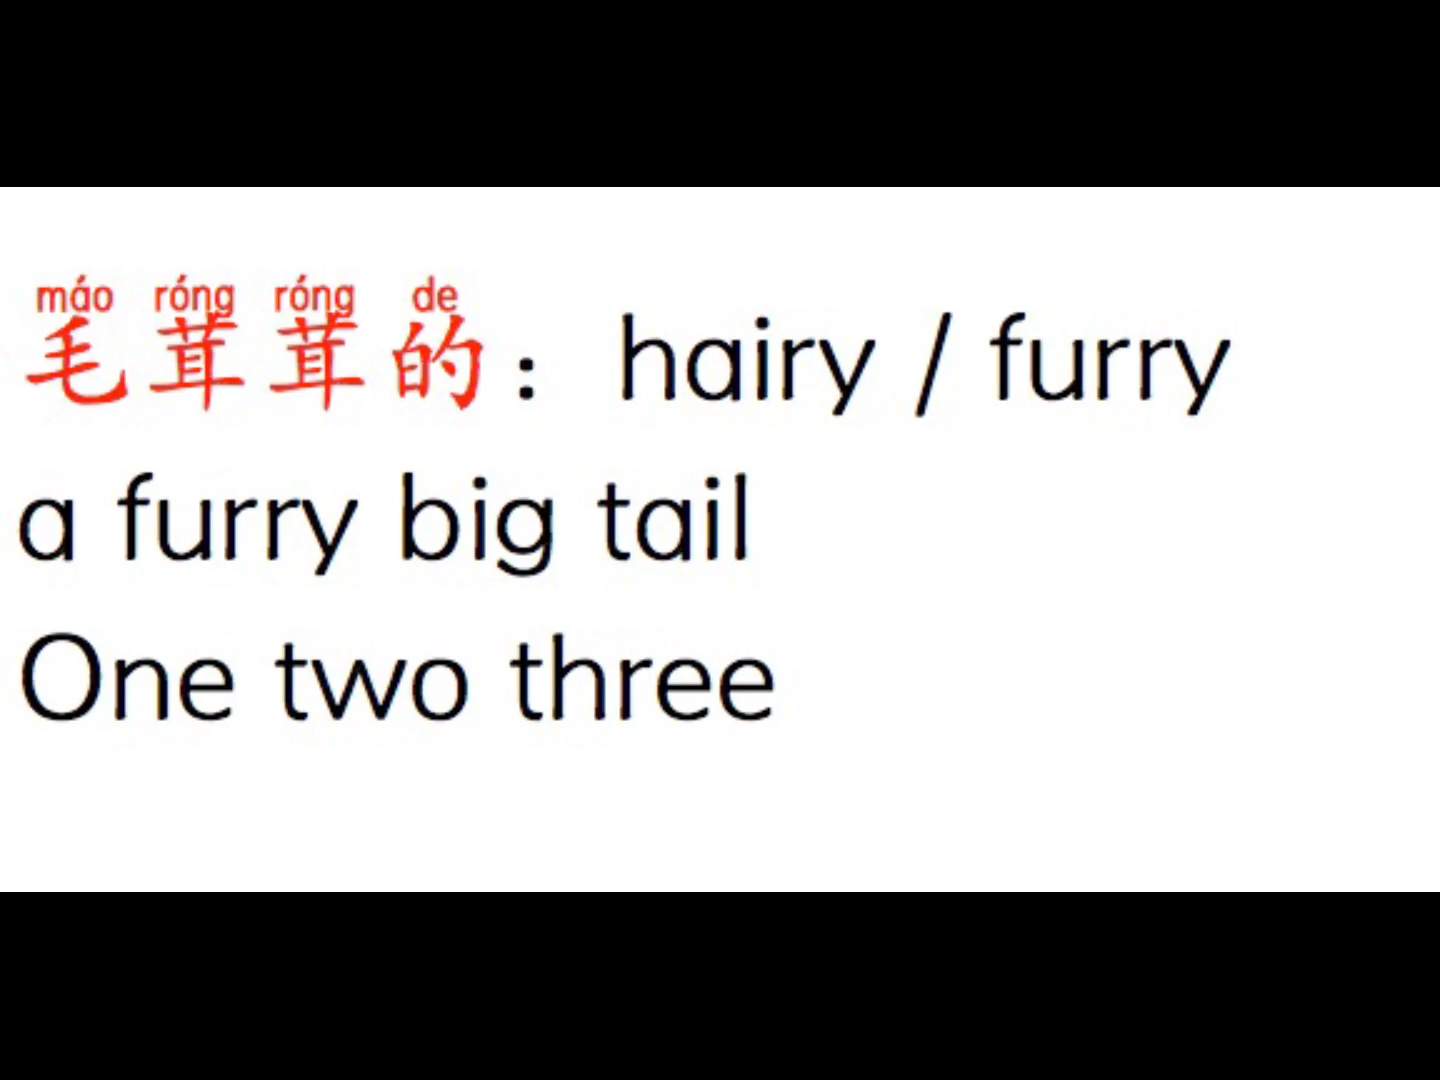 máo róng róng de
毛茸茸的：hairy / furry
a furry big tail
One two three